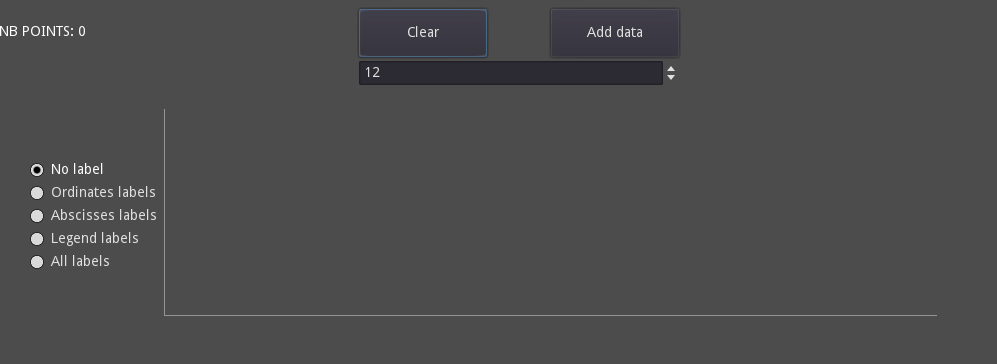 NB POINTS: 0
Clear
Add data
12
No label
Ordinates labels
Abscisses labels
Legend labels
All labels